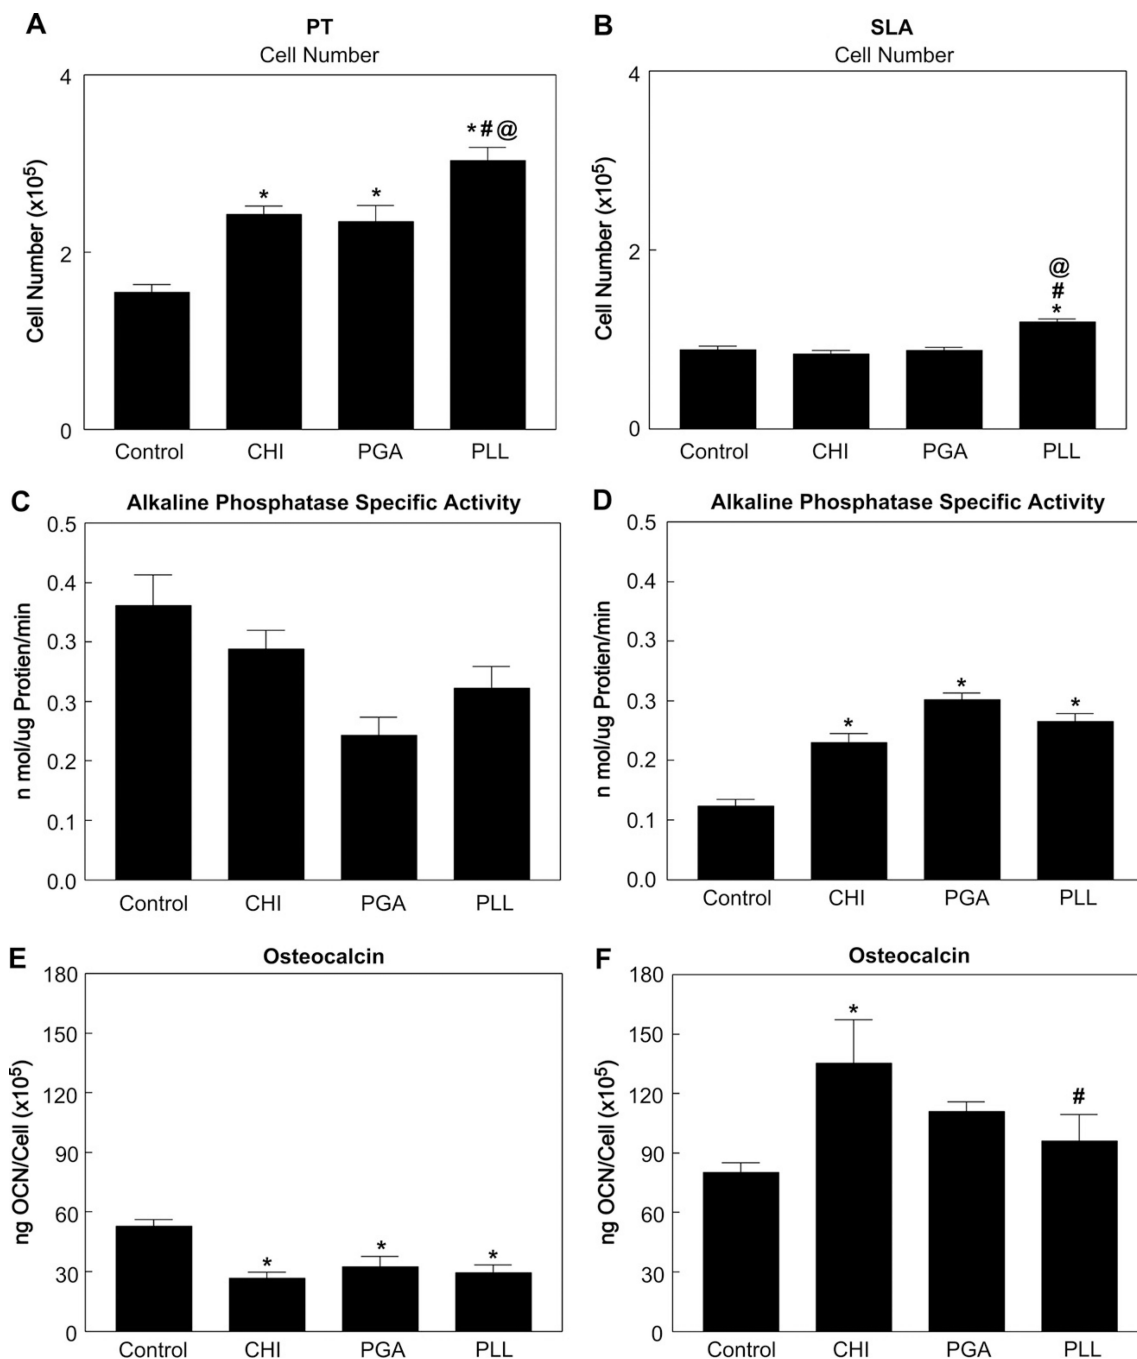 A
PT
Cell Number
4
2
0
Cell Number (x10⁵)
*
*
* # @
Control CHI PGA PLL
B
SLA
Cell Number
4
2
0
Cell Number (x10⁵)
@
#
*
Control CHI PGA PLL
C
Alkaline Phosphatase Specific Activity
0.5
0.4
0.3
0.3
0.2
0.1
0.0
n mol/ug Protien/min
Control CHI PGA PLL
D
Alkaline Phosphatase Specific Activity
0.5
0.4
0.3
0.3
0.2
0.1
0.0
n mol/ug Protien/min
*
*
*
Control CHI PGA PLL
E
Osteocalcin
180
150
120
90
60
30
0
ng OCN/Cell (x10⁵)
*
*
*
Control CHI PGA PLL
F
Osteocalcin
180
150
120
90
60
30
0
ng OCN/Cell (x10⁵)
*
#
Control CHI PGA PLL